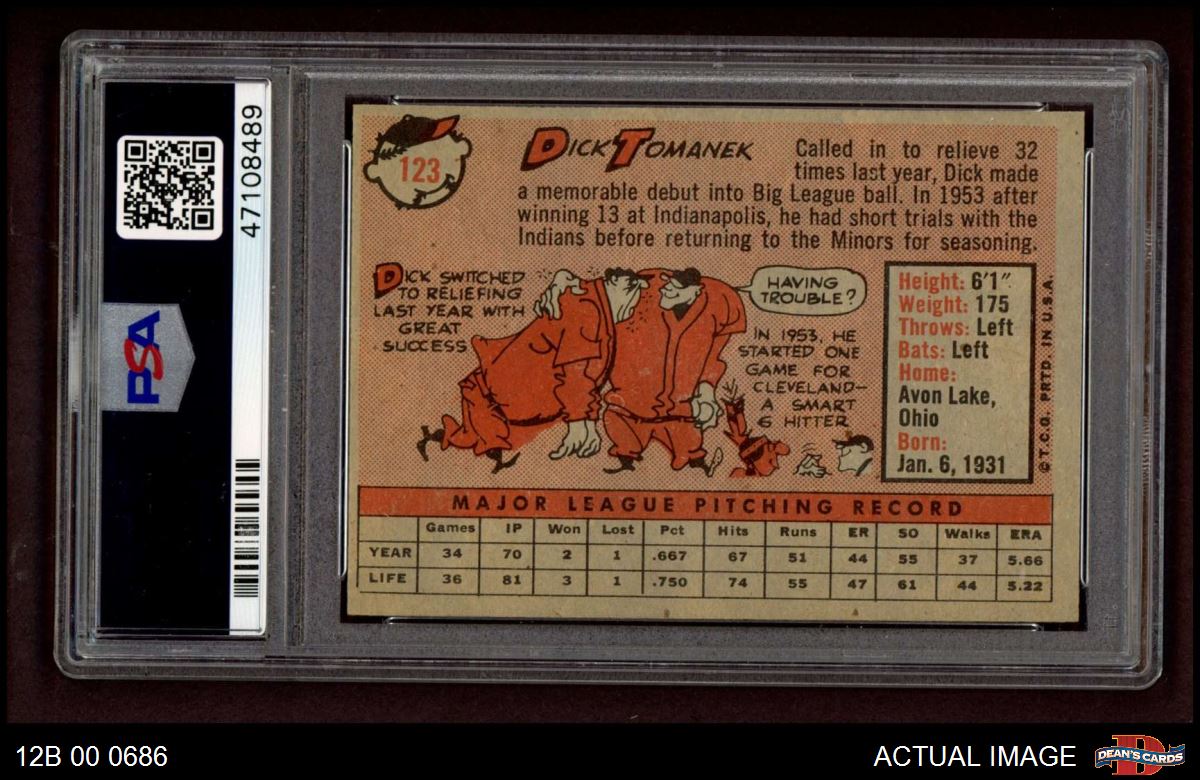 47108489
PSA
123
DICK TOMANEK
Called in to relieve 32
times last year, Dick made
a memorable debut into Big League ball. In 1953 after
winning 13 at Indianapolis, he had short trials with the
Indians before returning to the Minors for seasoning.
DICK SWITCHED
TO RELIEFING
LAST YEAR WITH
GREAT
SUCCESS
HAVING
TROUBLE?
IN 1953, HE
STARTED ONE
GAME FOR
CLEVELAND—
A SMART
6 HITTER
Height: 6'1"
Weight: 175
Throws: Left
Bats: Left
Home:
Avon Lake,
Ohio
Born:
Jan. 6, 1931
©T.C.G. PRTD. IN U.S.A.
MAJOR LEAGUE PITCHING RECORD
Games IP Won Lost Pct Hits Runs ER SO Walks ERA
YEAR 34 70 2 1 .667 67 51 44 55 37 5.66
LIFE 36 81 3 1 .750 74 55 47 61 44 5.22
12B 00 0686
ACTUAL IMAGE
DEAN'S CARDS